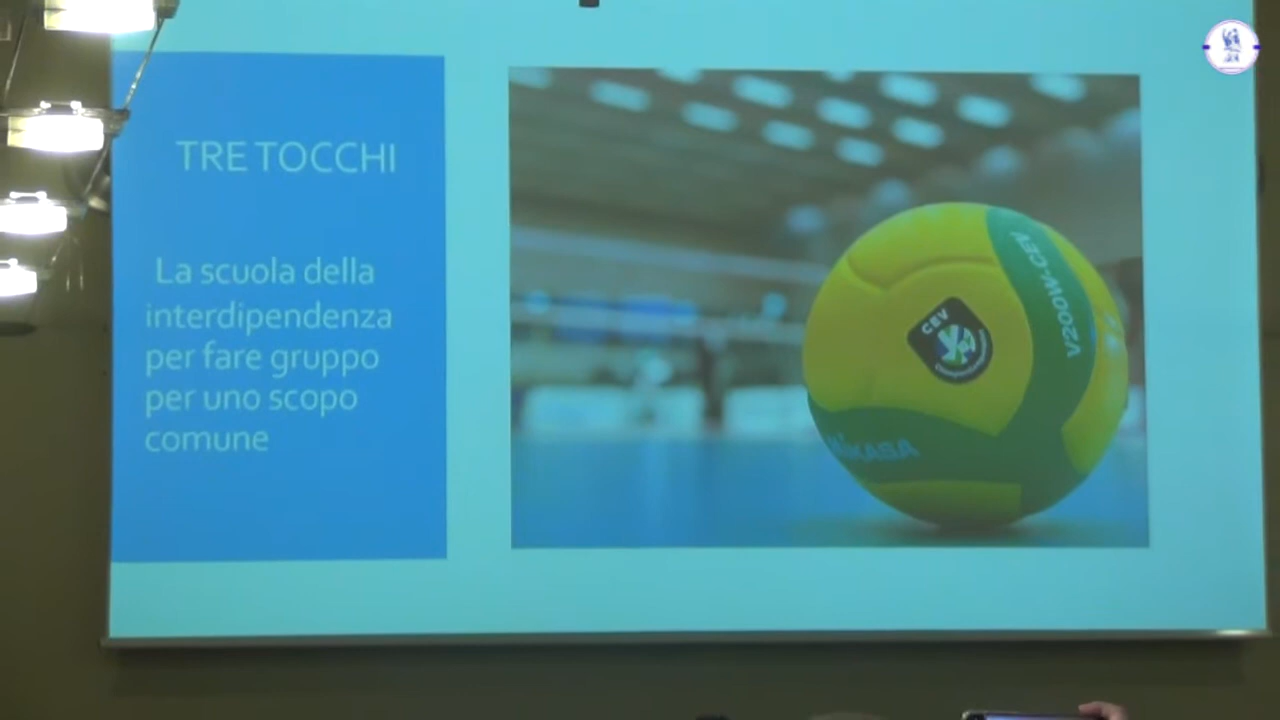 TRE TOCCHI
La scuola della
interdipendenza
per fare gruppo
per uno scopo
comune
CEV
V200W-CEV
MIKASA